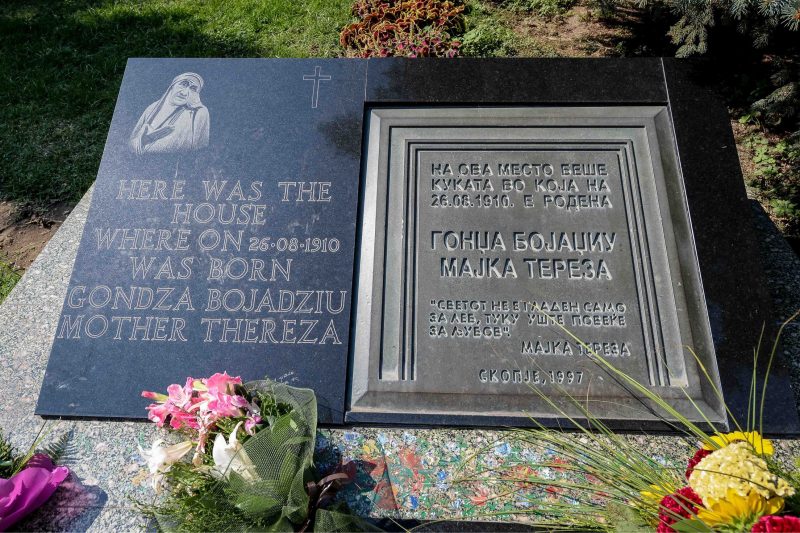 HERE WAS THE
HOUSE
WHERE ON 26·08·1910
WAS BORN
GONDZA BOJADZIU
MOTHER THEREZA
НА ОВА МЕСТО БЕШЕ
КУЌАТА ВО КОЈА НА
26.08.1910. Е РОДЕНА
ГОНЏА БОЈАЏИУ
МАЈКА ТЕРЕЗА
"СВЕТОТ НЕ Е ГЛАДЕН САМО
ЗА ЛЕБ, ТУКУ УШТЕ ПОВЕЌЕ
ЗА ЉУБОВ"
МАЈКА ТЕРЕЗА
СКОПЈЕ, 1997